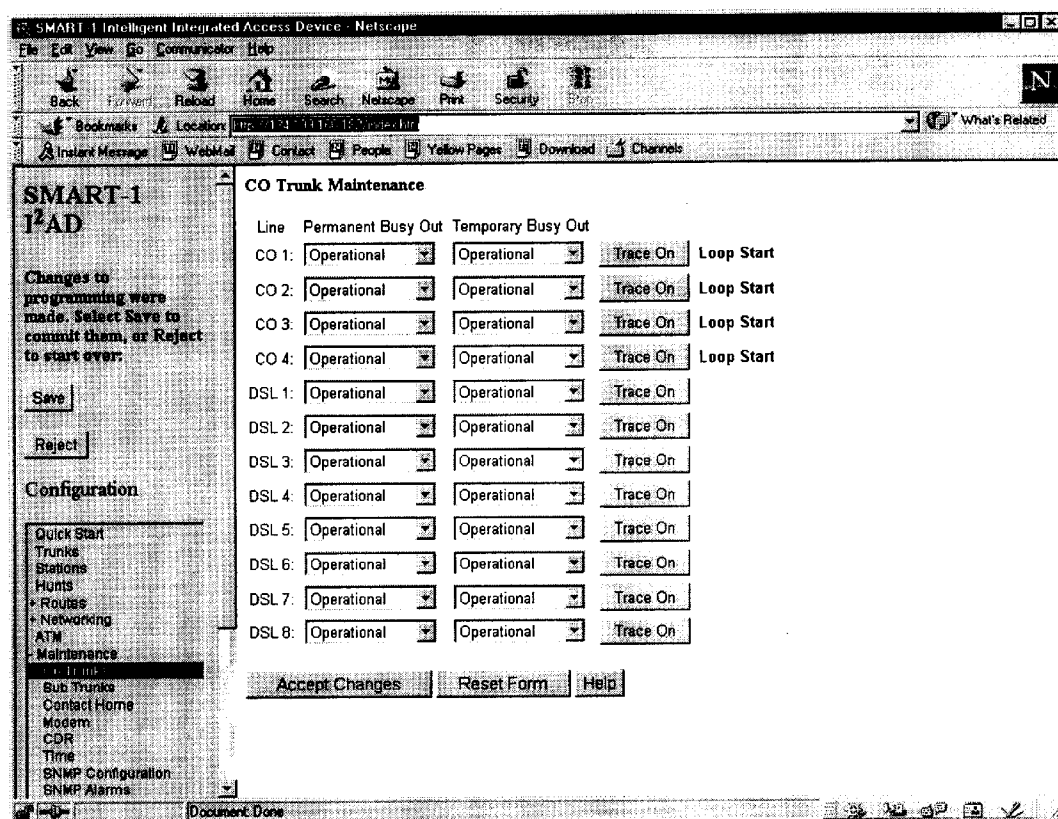 SMART-1 Intelligent Integrated Access Device - Netscape
File Edit View Go Communicator Help
Back Forward Reload Home Search Netscape Print Security Stop
Bookmarks Location: What's Related
Instant Message WebMail Contact People Yellow Pages Download Channels
SMART-1
I²AD
Changes to
programming were
made. Select Save to
commit them, or Reject
to start over:
Save
Reject
Configuration
Quick Start
Trunks
Stations
Hunts
+ Routes
+ Networking
ATM
- Maintenance
CO Trunks
Sub Trunks
Contact Home
Modem
CDR
Time
SNMP Configuration
SNMP Alarms
CO Trunk Maintenance
Line Permanent Busy Out Temporary Busy Out
CO 1: Operational Operational Trace On Loop Start
CO 2: Operational Operational Trace On Loop Start
CO 3: Operational Operational Trace On Loop Start
CO 4: Operational Operational Trace On Loop Start
DSL 1: Operational Operational Trace On
DSL 2: Operational Operational Trace On
DSL 3: Operational Operational Trace On
DSL 4: Operational Operational Trace On
DSL 5: Operational Operational Trace On
DSL 6: Operational Operational Trace On
DSL 7: Operational Operational Trace On
DSL 8: Operational Operational Trace On
Accept Changes Reset Form Help
Document: Done